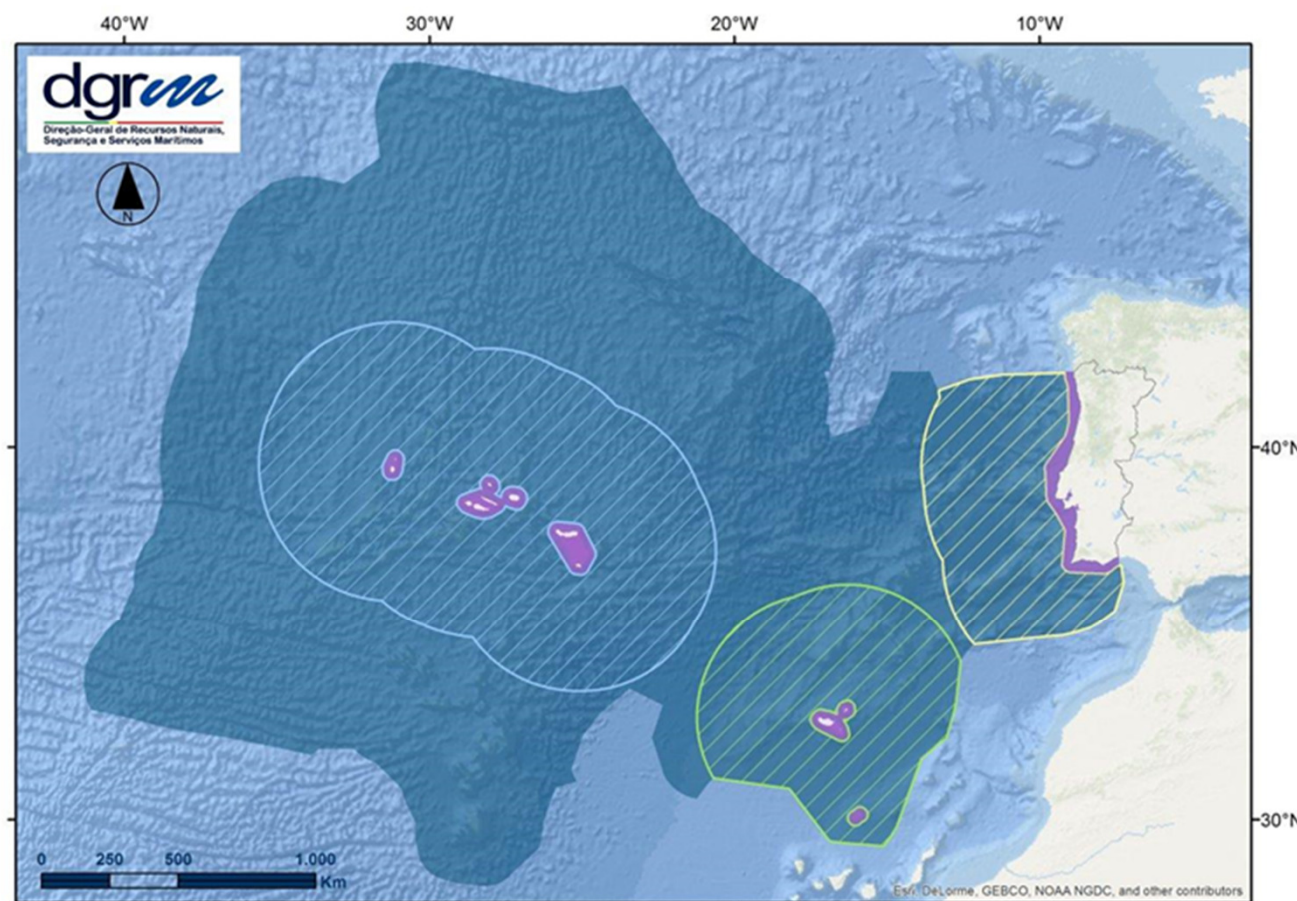 40°W 30°W 20°W 10°W
dgrm
Direção-Geral de Recursos Naturais,
Segurança e Serviços Marítimos
N
40°N
30°N
0 250 500 1.000
Km
Esri, DeLorme, GEBCO, NOAA NGDC, and other contributors